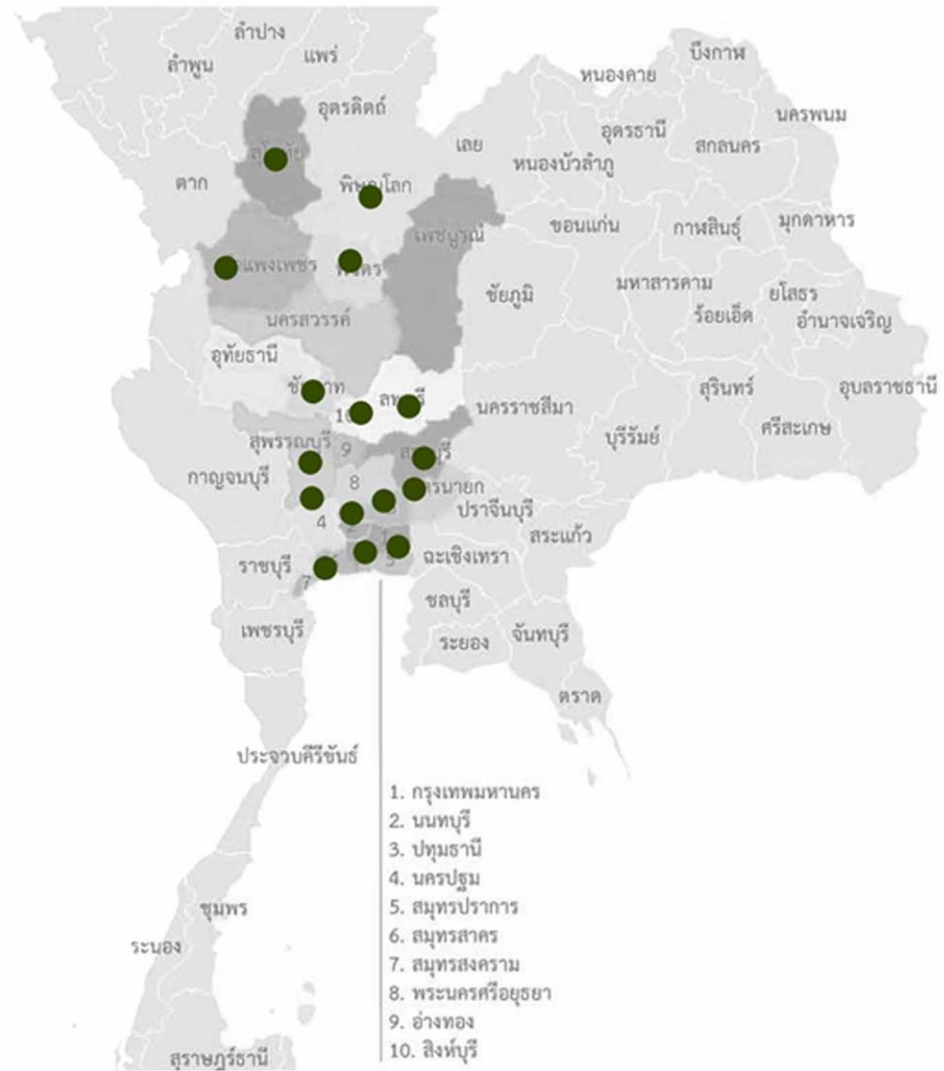 ลำปาง
แพร่
ลำพูน
บึงกาฬ
หนองคาย
อุตรดิตถ์
นครพนม
อุดรธานี
เลย
สกลนคร
หนองบัวลำภู
ตาก
มุกดาหาร
ขอนแก่น
กาฬสินธุ์
เพชบูรณ์
มหาสารคาม
ชัยภูมิ
ยโสธร
ร้อยเอ็ด
อำนาจเจริญ
นครสวรรค์
อุทัยธานี
สุรินทร์
อุบลราชธานี
นครราชสีมา
บุรีรัมย์
ศรีสะเกษ
สุพรรณบุรี
9
กาญจนบุรี
8
ปราจีนบุรี
4
สระแก้ว
ฉะเชิงเทรา
ราชบุรี
7
ชลบุรี
เพชรบุรี
ระยอง
จันทบุรี
ตราด
ประจวบคีรีขันธ์
1. กรุงเทพมหานคร
2. นนทบุรี
3. ปทุมธานี
4. นครปฐม
5. สมุทรปราการ
6. สมุทรสาคร
7. สมุทรสงคราม
8. พระนครศรีอยุธยา
9. อ่างทอง
10. สิงห์บุรี
ชุมพร
ระนอง
สุราษฎร์ธานี